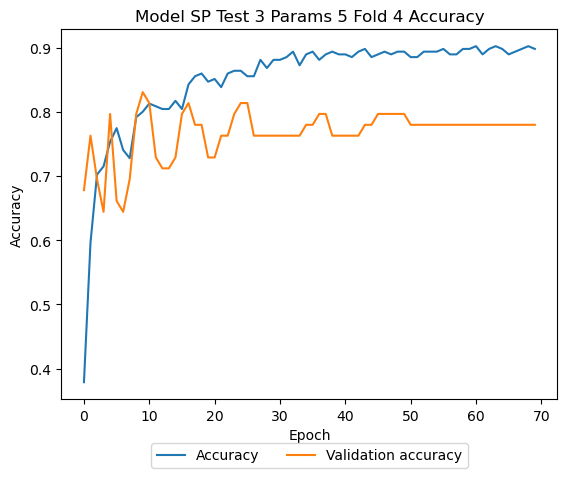 Model SP Test 3 Params 5 Fold 4 Accuracy
0.9
0.8
0.7
0.6
0.5
0.4
Accuracy
0 10 20 30 40 50 60 70
Epoch
Accuracy Validation accuracy